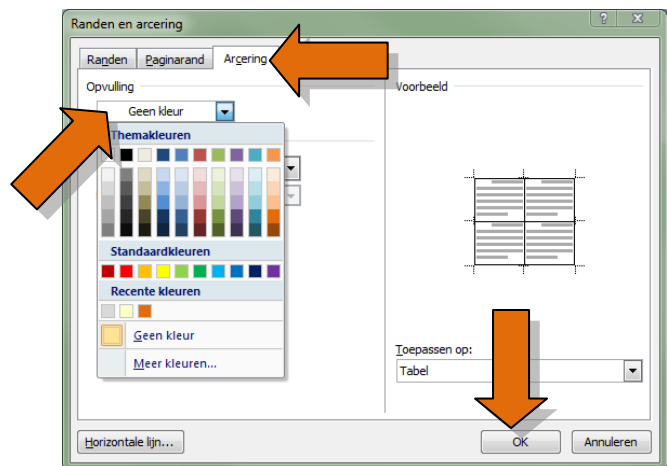 Randen en arcering
Randen Paginarand Arcering
Opvulling
Geen kleur
Themakleuren
Standaardkleuren
Recente kleuren
Geen kleur
Meer kleuren...
Voorbeeld
Toepassen op:
Tabel
Horizontale lijn...
OK Annuleren